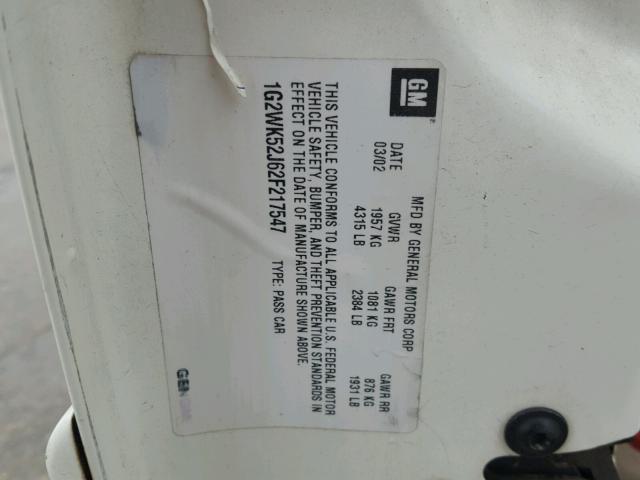 GM
MFD BY GENERAL MOTORS CORP
DATE GVWR GAWR FRT GAWR RR
03/02 1957 KG 1081 KG 876 KG
4315 LB 2384 LB 1931 LB
THIS VEHICLE CONFORMS TO ALL APPLICABLE U.S. FEDERAL MOTOR
VEHICLE SAFETY, BUMPER, AND THEFT PREVENTION STANDARDS IN
EFFECT ON THE DATE OF MANUFACTURE SHOWN ABOVE.
1G2WK52J62F217547 TYPE: PASS CAR